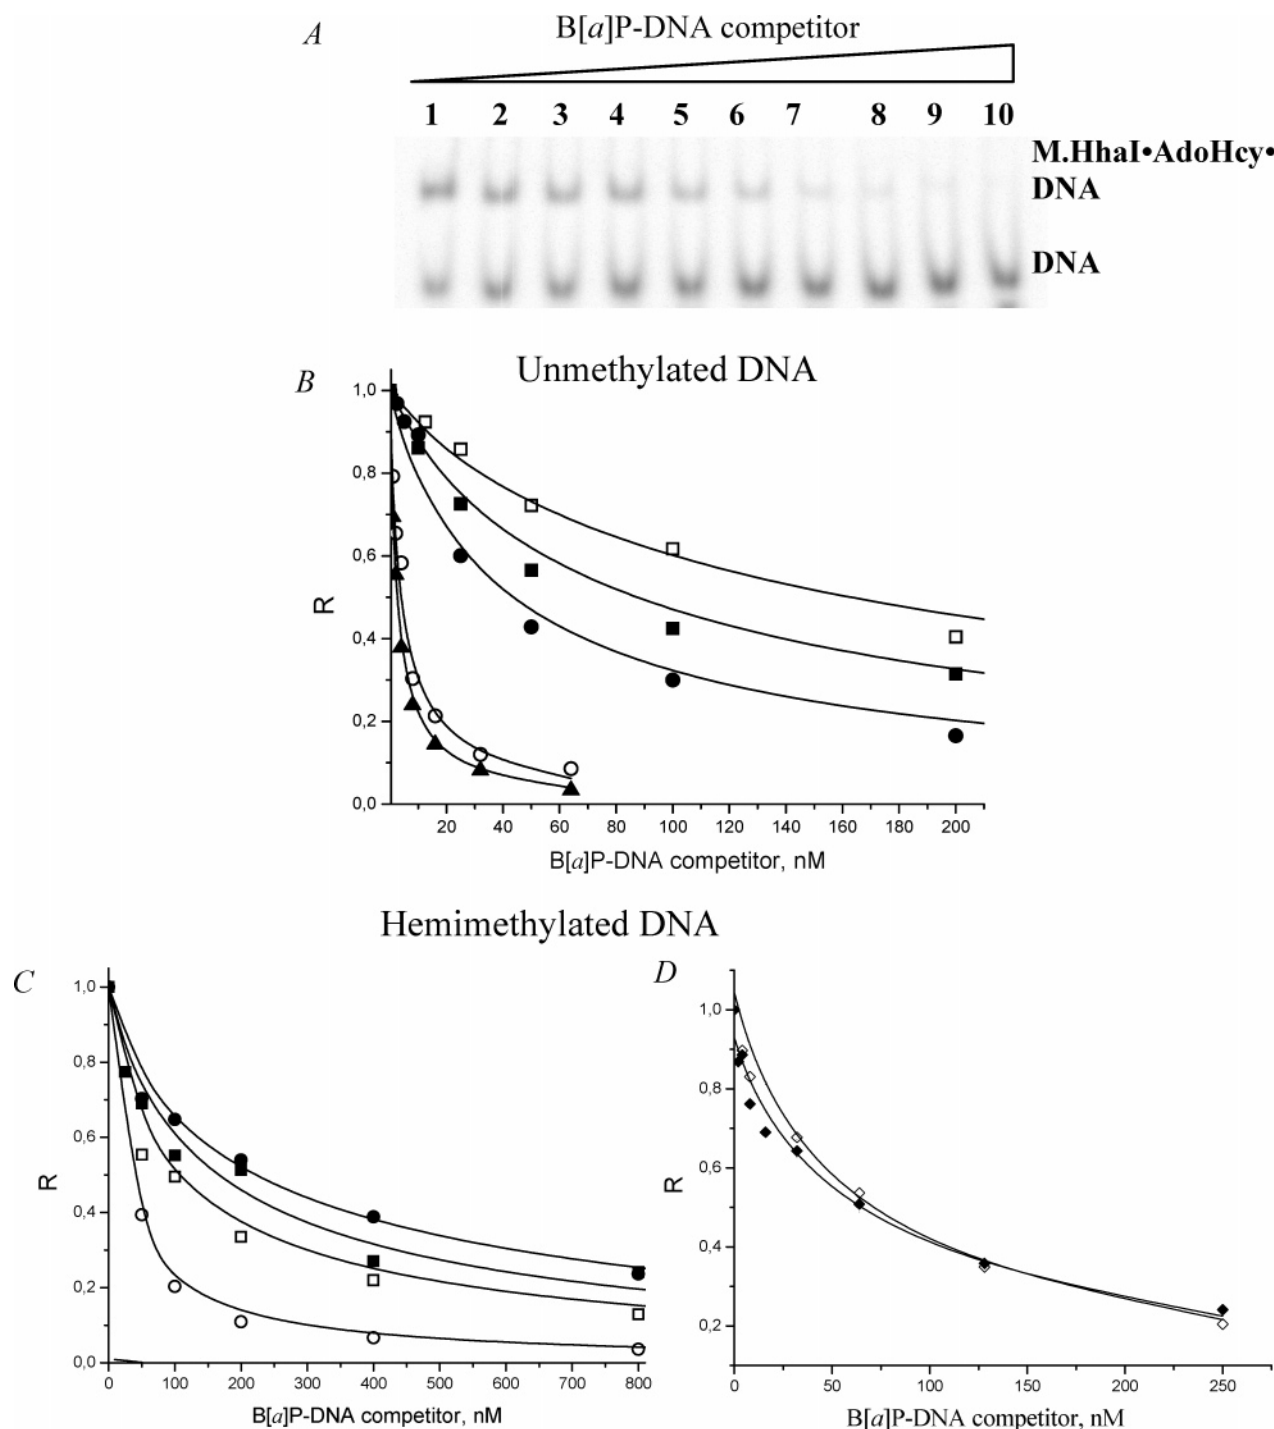 A
B[a]P-DNA competitor
1 2 3 4 5 6 7 8 9 10
M.HhaI•AdoHcy•
DNA
DNA
B
Unmethylated DNA
1,0
0,8
0,6
0,4
0,2
0,0
R
20 40 60 80 100 120 140 160 180 200
B[a]P-DNA competitor, nM
Hemimethylated DNA
C
1,0
0,8
0,6
0,4
0,2
0,0
R
0 100 200 300 400 500 600 700 800
B[a]P-DNA competitor, nM
D
1,0
0,8
0,6
0,4
0,2
R
0 50 100 150 200 250
B[a]P-DNA competitor, nM